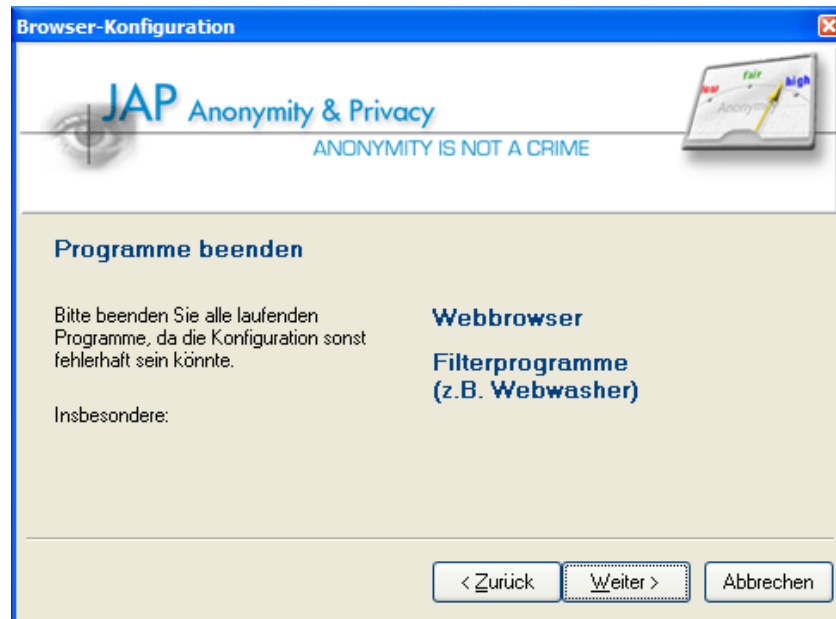 Browser-Konfiguration
low fair high
Anonymity
JAP Anonymity & Privacy
ANONYMITY IS NOT A CRIME
Programme beenden
Bitte beenden Sie alle laufenden
Programme, da die Konfiguration sonst
fehlerhaft sein könnte.
Insbesondere:
Webbrowser
Filterprogramme
(z.B. Webwasher)
< Zurück
Weiter >
Abbrechen